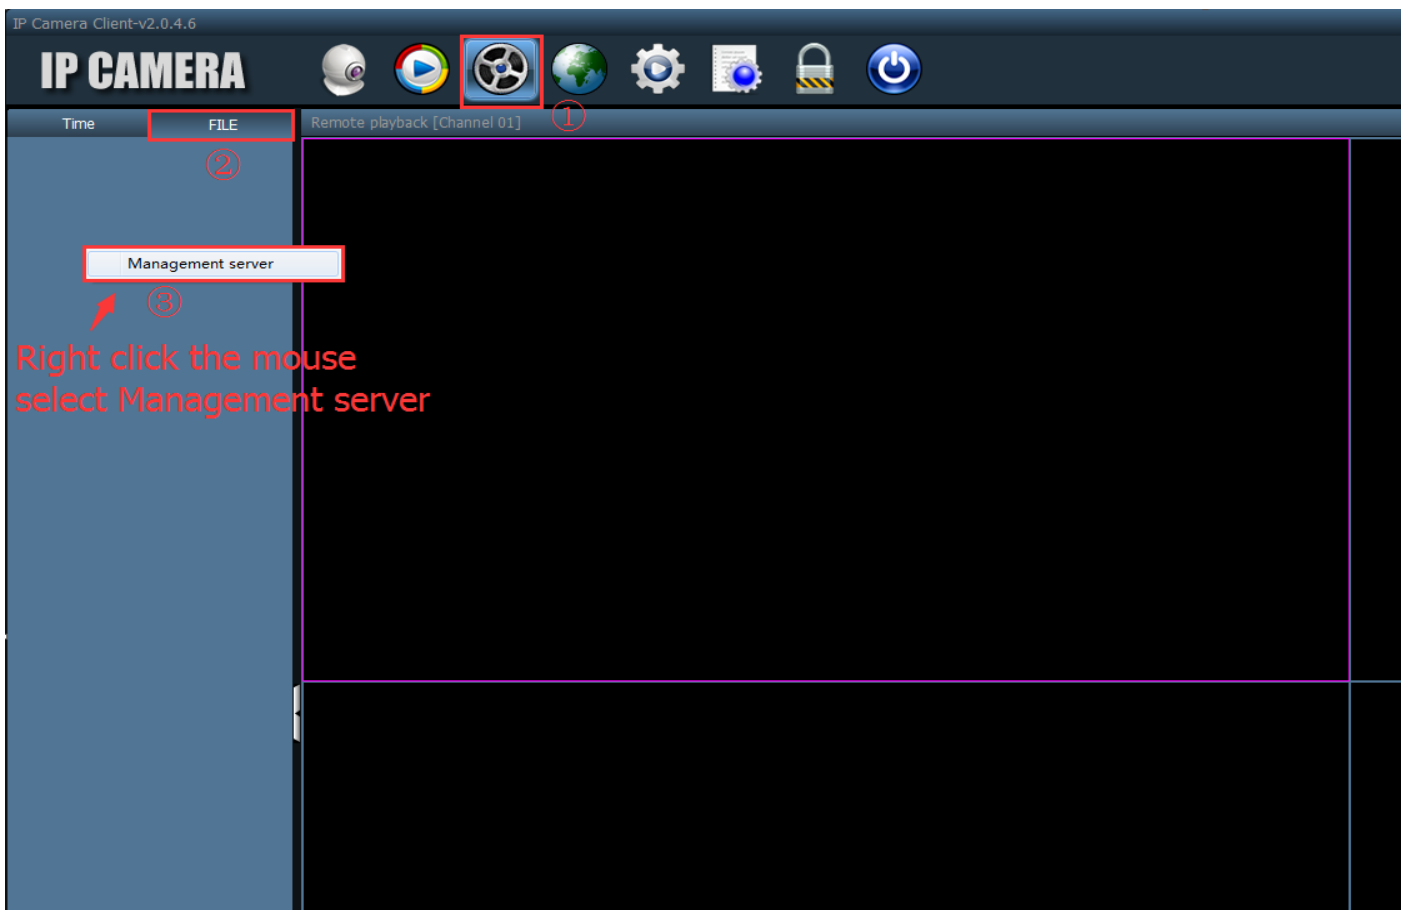 IP Camera Client-v2.0.4.6
IP CAMERA
Time
FILE
Remote playback [Channel 01]
①
②
Management server
③
Right click the mouse
select Management server